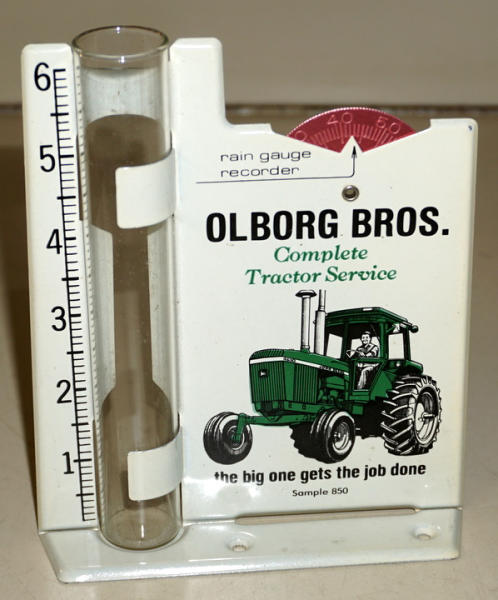 6
5
4
3
2
1
40 50
rain gauge
recorder
OLBORG BROS.
Complete
Tractor Service
the big one gets the job done
Sample 850